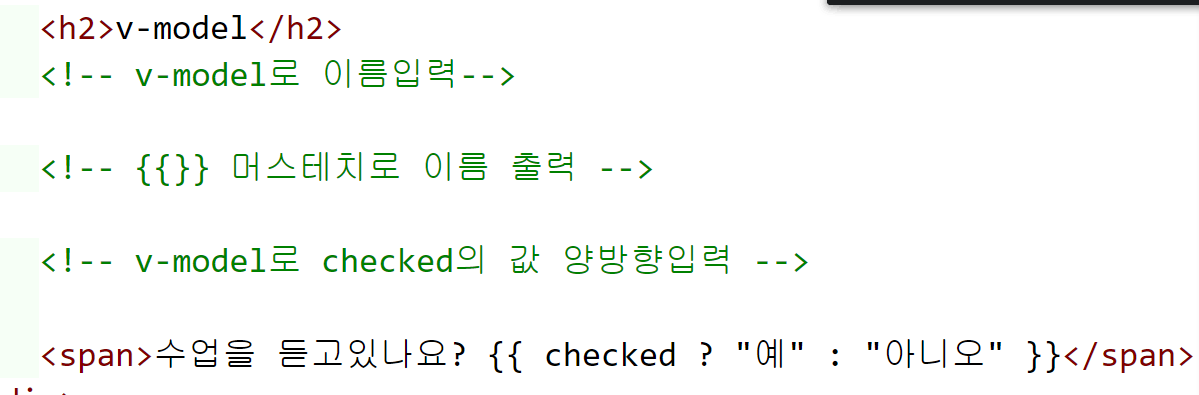 <h2>v-model</h2>
<!-- v-model로 이름입력-->
<!-- {{}} 머스테치로 이름 출력 -->
<!-- v-model로 checked의 값 양방향입력 -->
<span>수업을 듣고있나요? {{ checked ? "예" : "아니오" }}</span>